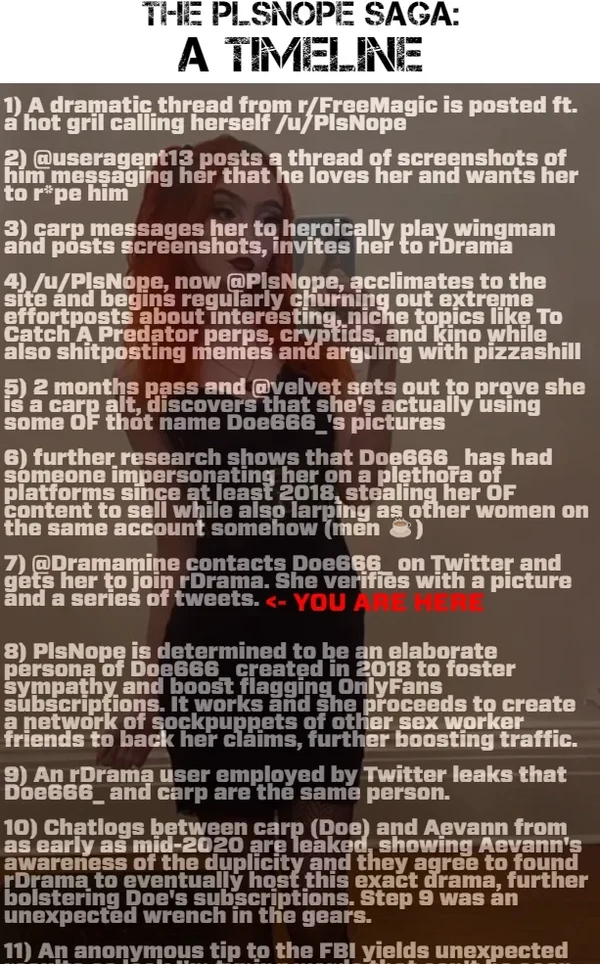 THE PLSNOPE SAGA:
A TIMELINE
1) A dramatic thread from r/FreeMagic is posted ft.
a hot gril calling herself /u/PlsNope
2) @useragent13 posts a thread of screenshots of
him messaging her that he loves her and wants her
to r*pe him
3) carp messages her to heroically play wingman
and posts screenshots, invites her to rDrama
4) /u/PlsNope, now @PlsNope, acclimates to the
site and begins regularly churning out extreme
effortposts about interesting, niche topics like To
Catch A Predator perps, cryptids, and kino while
also shitposting memes and arguing with pizzashill
5) 2 months pass and @velvet sets out to prove she
is a carp alt, discovers that she's actually using
some OF thot name Doe666_'s pictures
6) further research shows that Doe666_ has had
someone impersonating her on a plethora of
platforms since at least 2018, stealing her OF
content to sell while also larping as other women on
the same account somehow (men ☕)
7) @Dramamine contacts Doe666_ on Twitter and
gets her to join rDrama. She verifies with a picture
and a series of tweets. <- YOU ARE HERE
8) PlsNope is determined to be an elaborate
persona of Doe666_ created in 2018 to foster
sympathy and boost flagging OnlyFans
subscriptions. It works and she proceeds to create
a network of sockpuppets of other sex worker
friends to back her claims, further boosting traffic.
9) An rDrama user employed by Twitter leaks that
Doe666_ and carp are the same person.
10) Chatlogs between carp (Doe) and Aevann from
as early as mid-2020 are leaked, showing Aevann's
awareness of the duplicity and they agree to found
rDrama to eventually host this exact drama, further
bolstering Doe's subscriptions. Step 9 was an
unexpected wrench in the gears.
11) An anonymous tip to the FBI yields unexpected